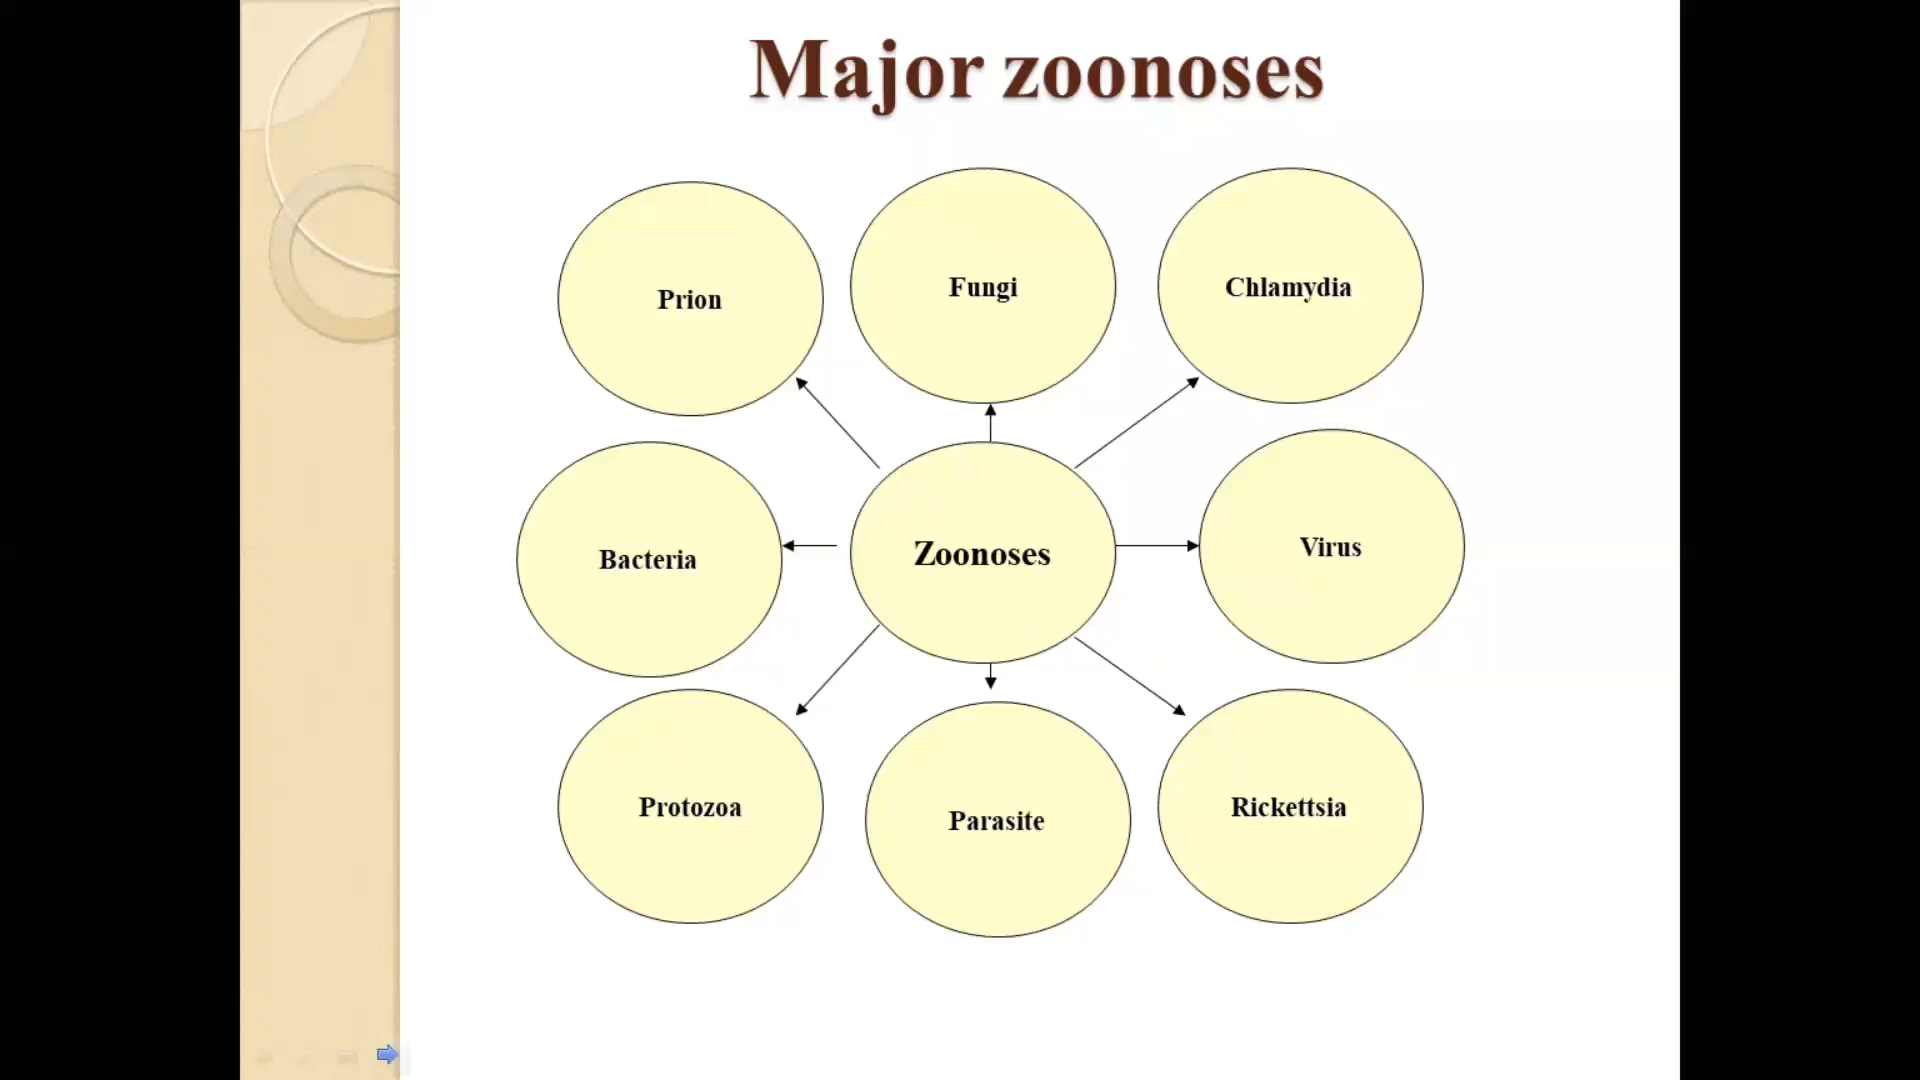 Major zoonoses
Prion
Fungi
Chlamydia
Bacteria
Zoonoses
Virus
Protozoa
Parasite
Rickettsia